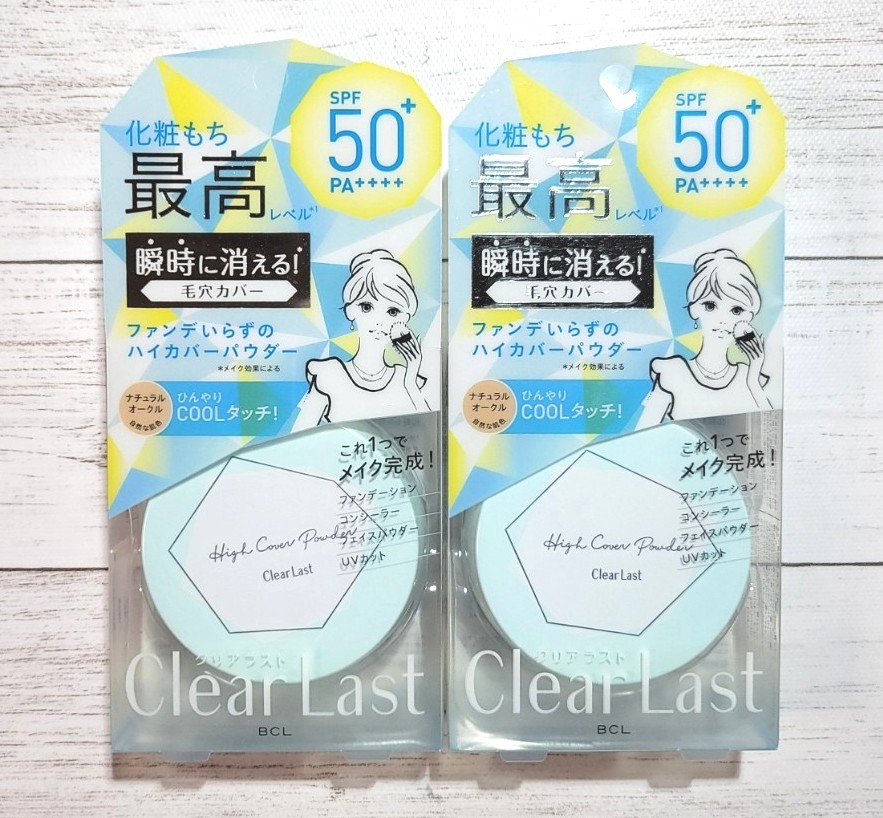 化粧もち
最高レベル*1
SPF
50+
PA++++
瞬時に消える!*
毛穴カバー
ファンデいらずの
ハイカバーパウダー
*メイク効果による
ナチュラル
オークル
自然な肌色
ひんやり
COOLタッチ!
これ1つで
メイク完成!
ファンデーション
コンシーラー
フェイスパウダー
UVカット
High Cover Powder
Clear Last
クリアラスト
Clear Last
BCL
化粧もち
最高レベル*1
SPF
50+
PA++++
瞬時に消える!*
毛穴カバー
ファンデいらずの
ハイカバーパウダー
*メイク効果による
ナチュラル
オークル
自然な肌色
ひんやり
COOLタッチ!
これ1つで
メイク完成!
ファンデーション
コンシーラー
フェイスパウダー
UVカット
High Cover Powder
Clear Last
クリアラスト
Clear Last
BCL